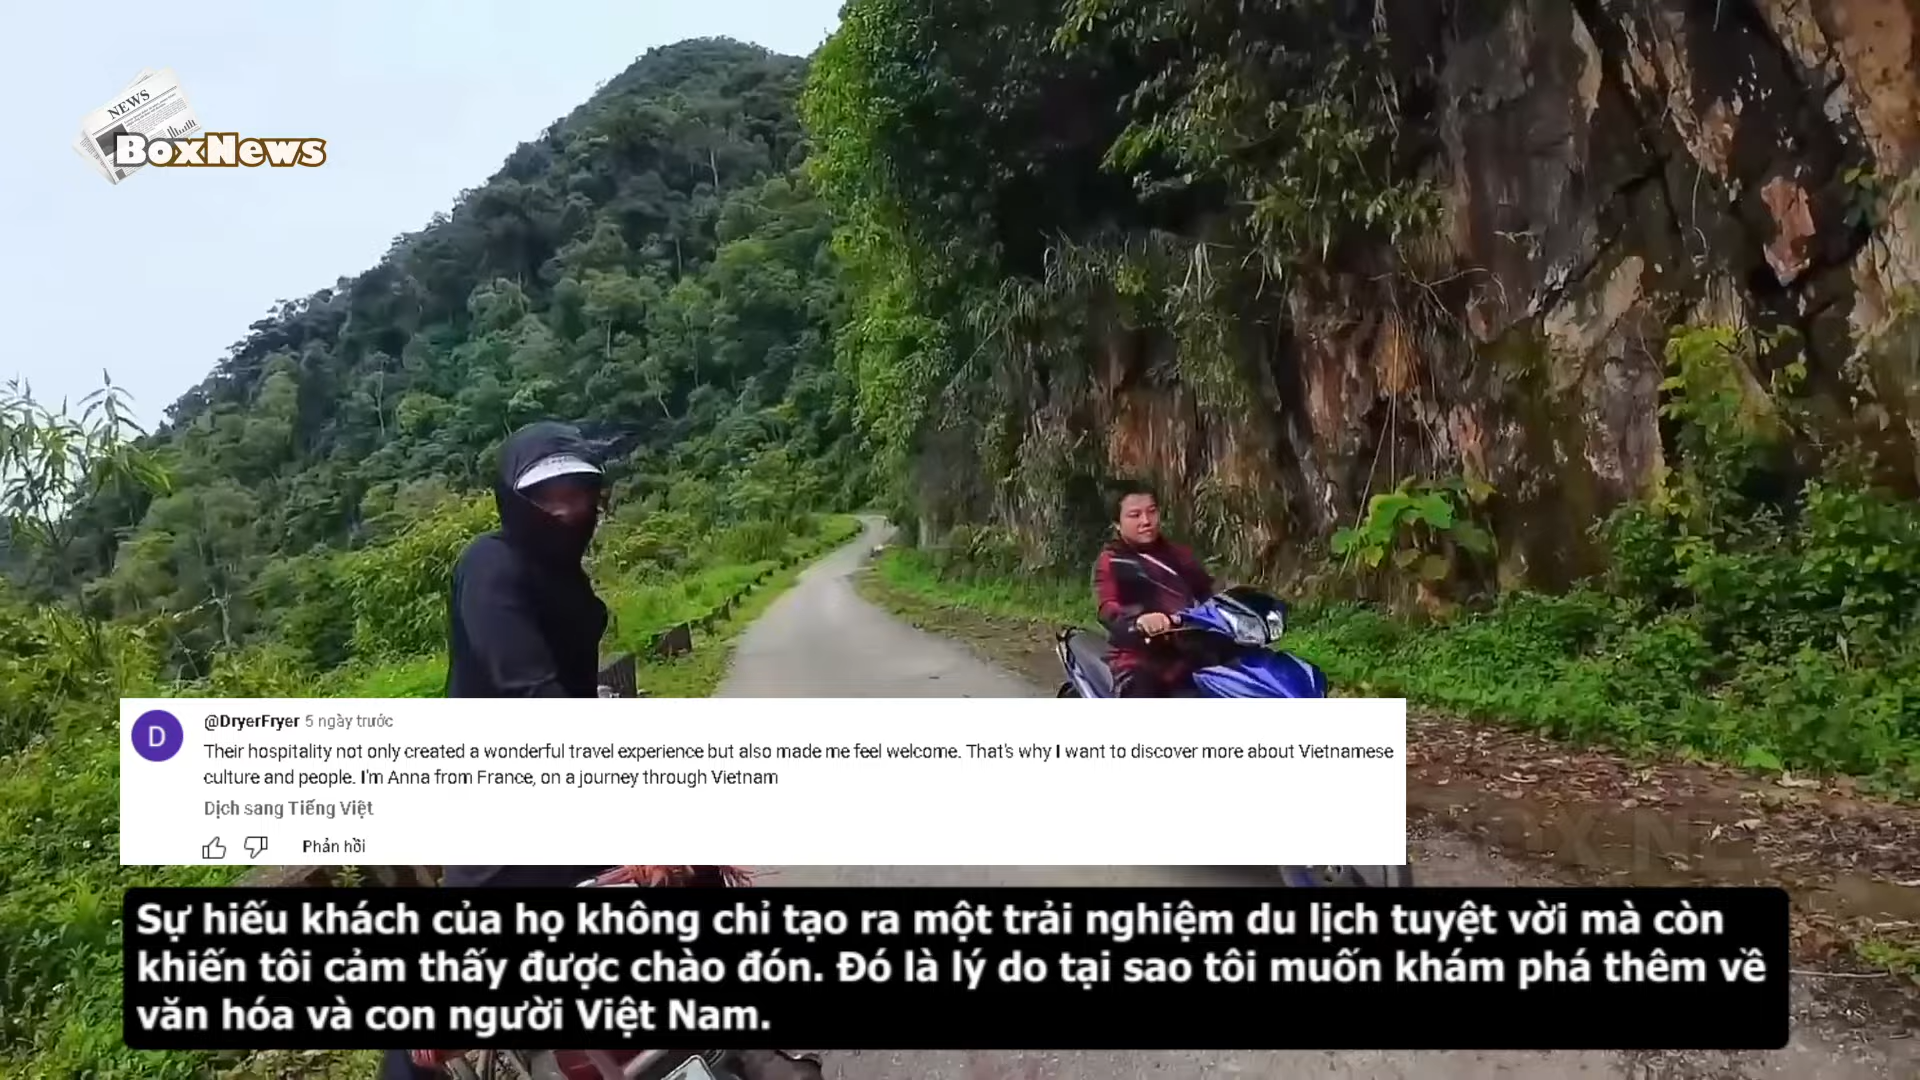 NEWS
BoxNews
D
@DryerFryer 5 ngày trước
Their hospitality not only created a wonderful travel experience but also made me feel welcome. That's why I want to discover more about Vietnamese
culture and people. I'm Anna from France, on a journey through Vietnam
Dịch sang Tiếng Việt
Phản hồi
BOX NE
Sự hiếu khách của họ không chỉ tạo ra một trải nghiệm du lịch tuyệt vời mà còn
khiến tôi cảm thấy được chào đón. Đó là lý do tại sao tôi muốn khám phá thêm về
văn hóa và con người Việt Nam.